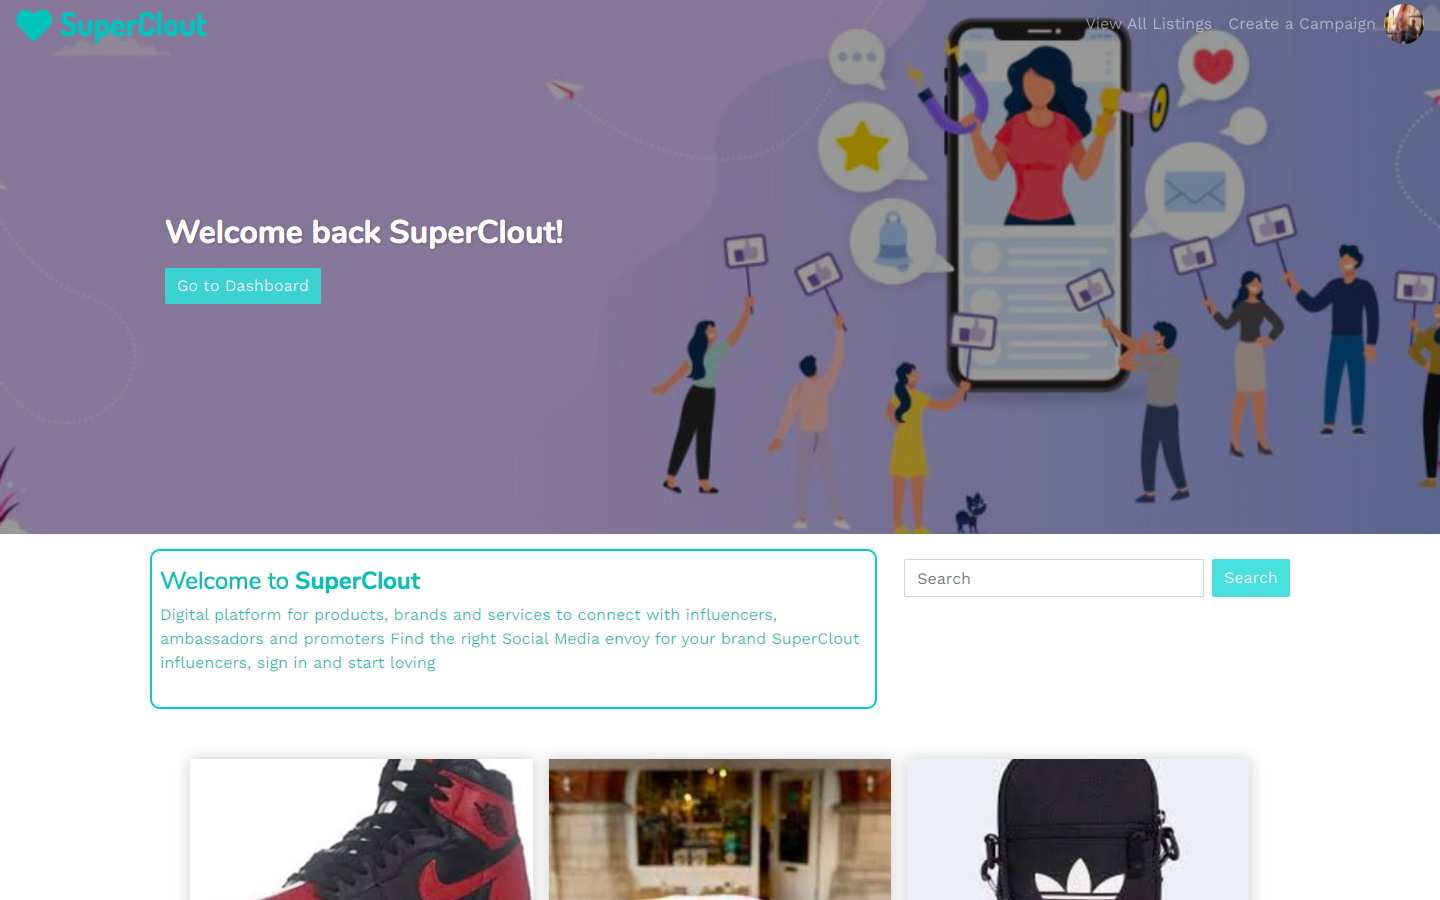 SuperClout
View All Listings
Create a Campaign
Welcome back SuperClout!
Go to Dashboard
Welcome to SuperClout
Digital platform for products, brands and services to connect with influencers,
ambassadors and promoters Find the right Social Media envoy for your brand SuperClout
influencers, sign in and start loving
Search
Search